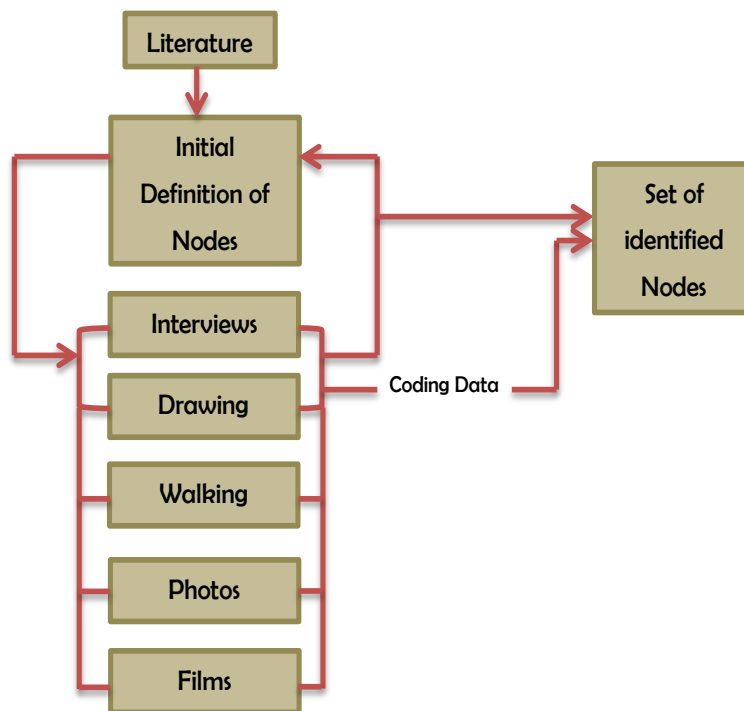 Literature
Initial
Definition of
Nodes
Set of
identified
Nodes
Interviews
Drawing
Coding Data
Walking
Photos
Films